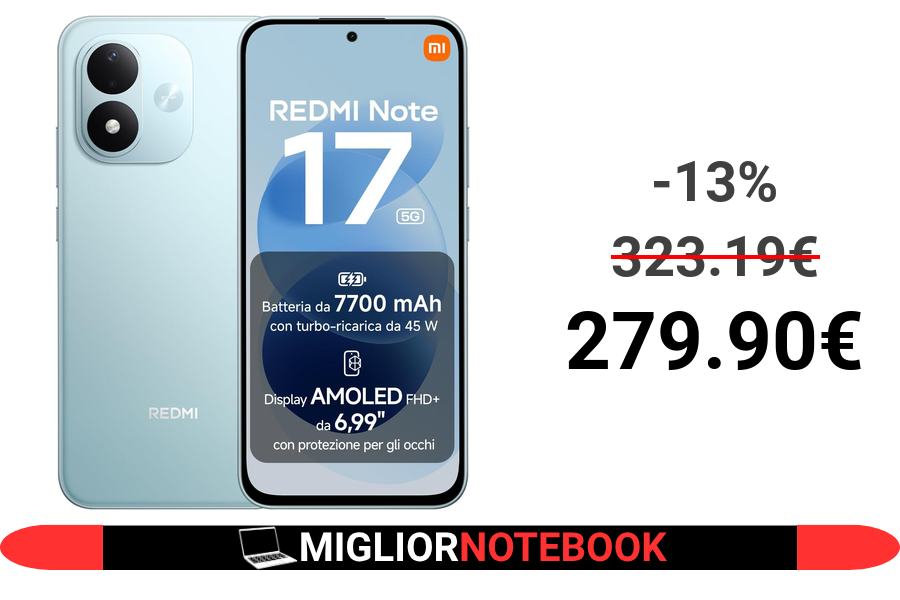 mi
REDMI Note
17
5G
Batteria da 7700 mAh
con turbo-ricarica da 45 W
Display AMOLED FHD+
da 6,99"
con protezione per gli occhi
REDMI
-13%
323.19€
279.90€
MIGLIORNOTEBOOK